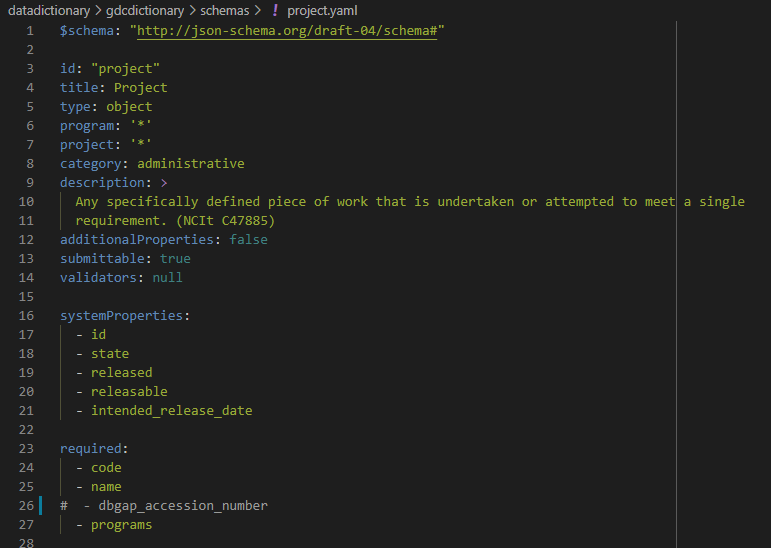 datadictionary > gdcdictionary > schemas > ! project.yaml
1 $schema: "http://json-schema.org/draft-04/schema#"
2
3 id: "project"
4 title: Project
5 type: object
6 program: '*'
7 project: '*'
8 category: administrative
9 description: >
10 Any specifically defined piece of work that is undertaken or attempted to meet a single
11 requirement. (NCIt C47885)
12 additionalProperties: false
13 submittable: true
14 validators: null
15
16 systemProperties:
17 - id
18 - state
19 - released
20 - releasable
21 - intended_release_date
22
23 required:
24 - code
25 - name
26 #  - dbgap_accession_number
27 - programs
28